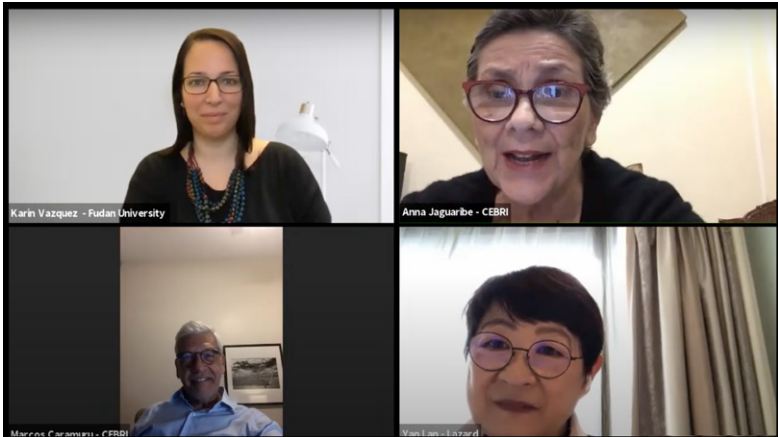 Karin Vazquez - Fudan University
Anna Jaguaribe - CEBRI
Marcos Caramuru - CEBRI
Yan Lan - Lazard